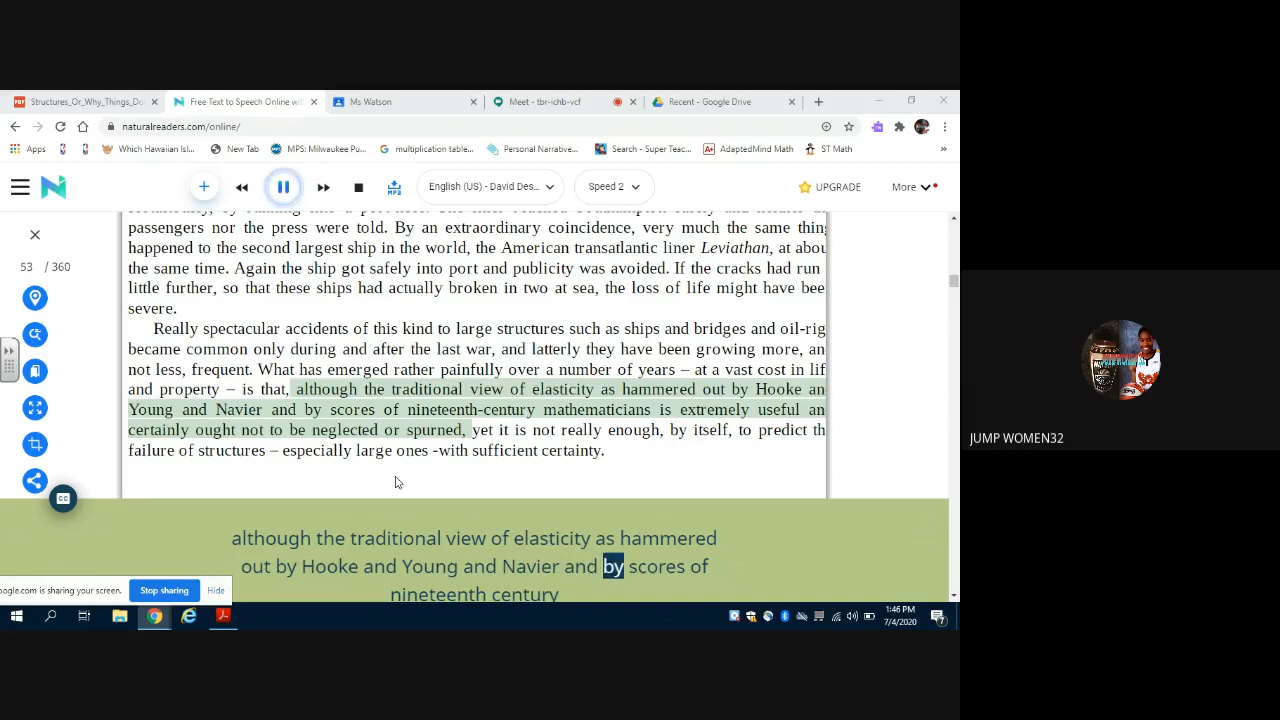 Structures_Or_Why_Things_Do
Free Text to Speech Online wit
Ms Watson
Meet - tbr-ichb-vcf
Recent - Google Drive
naturalreaders.com/online/
Apps
Which Hawaiian Isl...
New Tab
MPS: Milwaukee Pu...
multiplication table...
Personal Narrative...
Search - Super Teac...
AdaptedMind Math
ST Math
MP3
English (US) - David Des...
Speed 2
UPGRADE
More
53 / 360
passengers nor the press were told. By an extraordinary coincidence, very much the same thin
happened to the second largest ship in the world, the American transatlantic liner Leviathan, at abou
the same time. Again the ship got safely into port and publicity was avoided. If the cracks had run
little further, so that these ships had actually broken in two at sea, the loss of life might have bee
severe.
Really spectacular accidents of this kind to large structures such as ships and bridges and oil-rig
became common only during and after the last war, and latterly they have been growing more, an
not less, frequent. What has emerged rather painfully over a number of years – at a vast cost in lif
and property – is that, although the traditional view of elasticity as hammered out by Hooke an
Young and Navier and by scores of nineteenth-century mathematicians is extremely useful an
certainly ought not to be neglected or spurned, yet it is not really enough, by itself, to predict th
failure of structures – especially large ones -with sufficient certainty.
CC
although the traditional view of elasticity as hammered
out by Hooke and Young and Navier and by scores of
nineteenth century
ogle.com is sharing your screen.
Stop sharing
Hide
1:46 PM
7/4/2020
7
JUMP WOMEN32